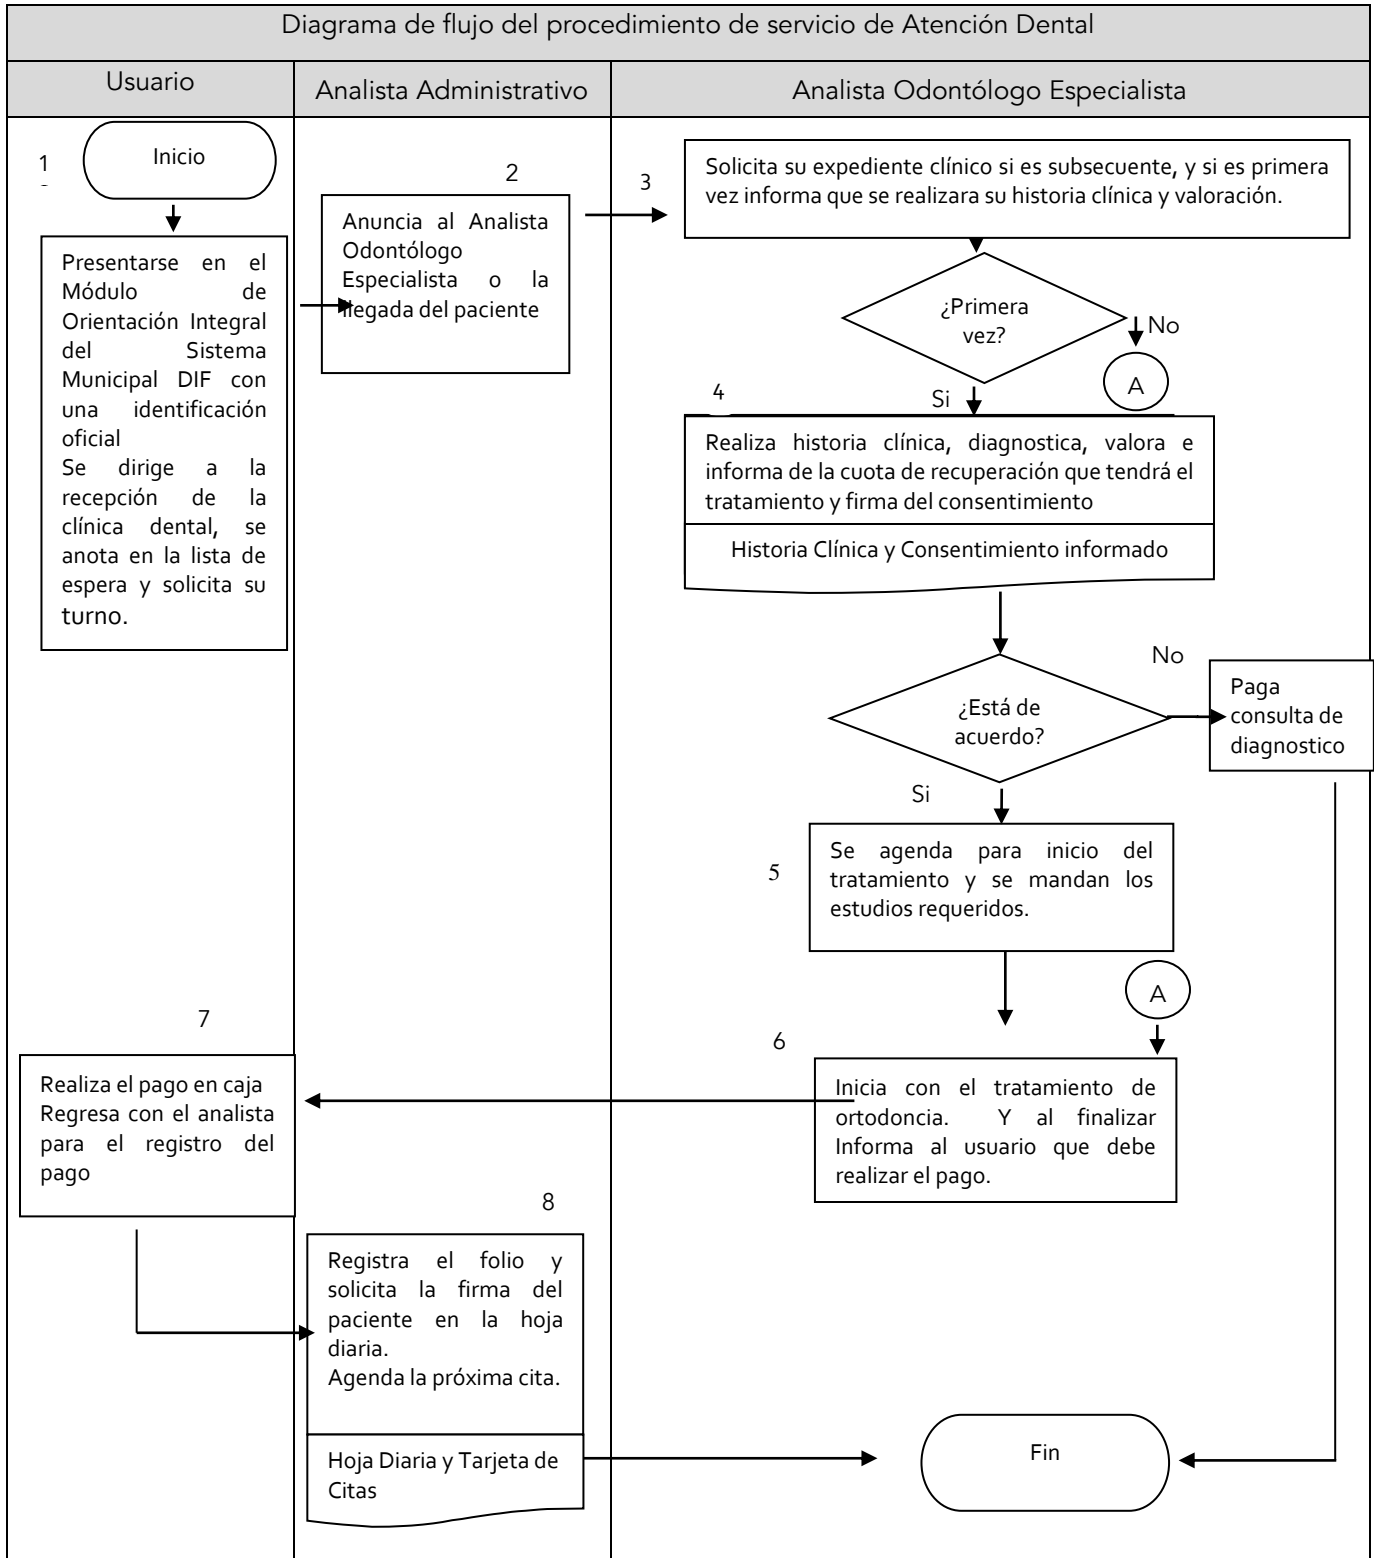 Diagrama de flujo del procedimiento de servicio de Atención Dental
Usuario
Analista Administrativo
Analista Odontólogo Especialista
1
Inicio
Presentarse en el
Módulo de
Orientación Integral
del Sistema
Municipal DIF con
una identificación
oficial
Se dirige a la
recepción de la
clínica dental, se
anota en la lista de
espera y solicita su
turno.
2
Anuncia al Analista
Odontólogo
Especialista o la
llegada del paciente
3
Solicita su expediente clínico si es subsecuente, y si es primera
vez informa que se realizara su historia clínica y valoración.
¿Primera
vez?
No
A
Si
4
Realiza historia clínica, diagnostica, valora e
informa de la cuota de recuperación que tendrá el
tratamiento y firma del consentimiento
Historia Clínica y Consentimiento informado
¿Está de
acuerdo?
No
Paga
consulta de
diagnostico
Si
5
Se agenda para inicio del
tratamiento y se mandan los
estudios requeridos.
A
6
Inicia con el tratamiento de
ortodoncia. Y al finalizar
Informa al usuario que debe
realizar el pago.
7
Realiza el pago en caja
Regresa con el analista
para el registro del
pago
8
Registra el folio y
solicita la firma del
paciente en la hoja
diaria.
Agenda la próxima cita.
Hoja Diaria y Tarjeta de
Citas
Fin